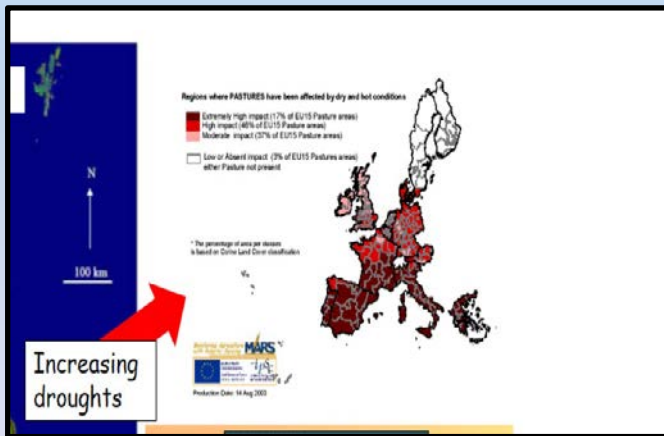 Regions where PASTURES have been affected by dry and hot conditions
Extremely High impact (17% of EU15 Pasture areas)
High impact (46% of EU15 Pasture areas)
Moderate impact (37% of EU15 Pasture areas)
Low or Absent impact (3% of EU15 Pastures areas)
either Pasture not present
N
100 km
* The percentage of area per classes
is based on Corine Land Cover classification
MARS
Production Date: 14 Aug 2003
Increasing
droughts